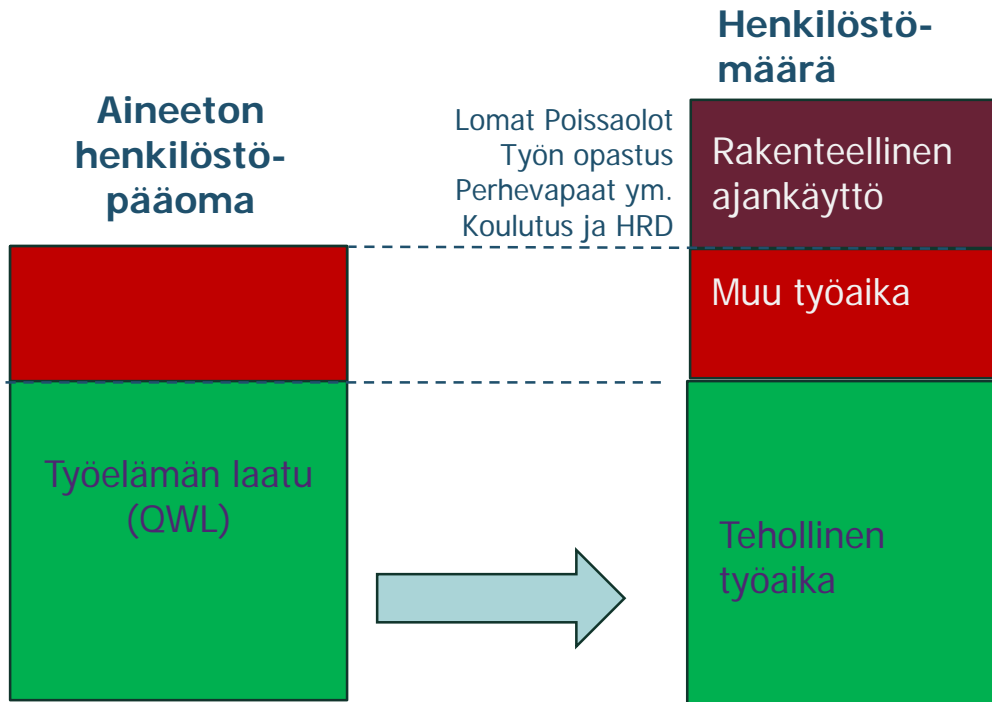 Aineeton
henkilöstö-
pääoma
Työelämän laatu
(QWL)
Lomat Poissaolot
Työn opastus
Perhevapaat ym.
Koulutus ja HRD
Henkilöstö-
määrä
Rakenteellinen
ajankäyttö
Muu työaika
Tehollinen
työaika